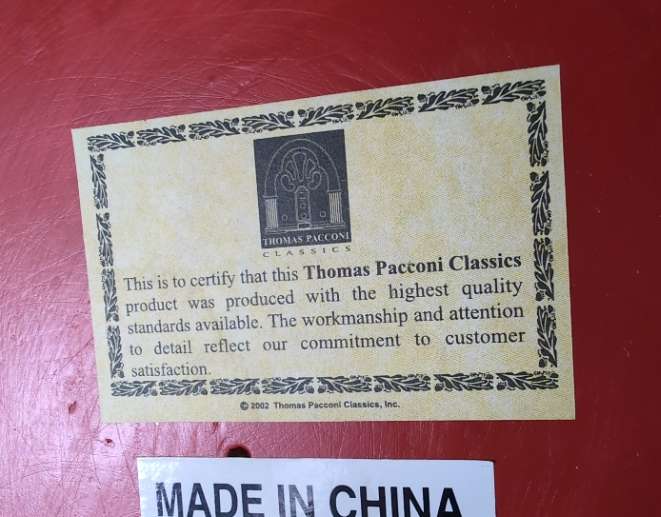 THOMAS PACCONI
CLASSICS
This is to certify that this Thomas Pacconi Classics
product was produced with the highest quality
standards available. The workmanship and attention
to detail reflect our commitment to customer
satisfaction.
© 2002 Thomas Pacconi Classics, Inc.
MADE IN CHINA